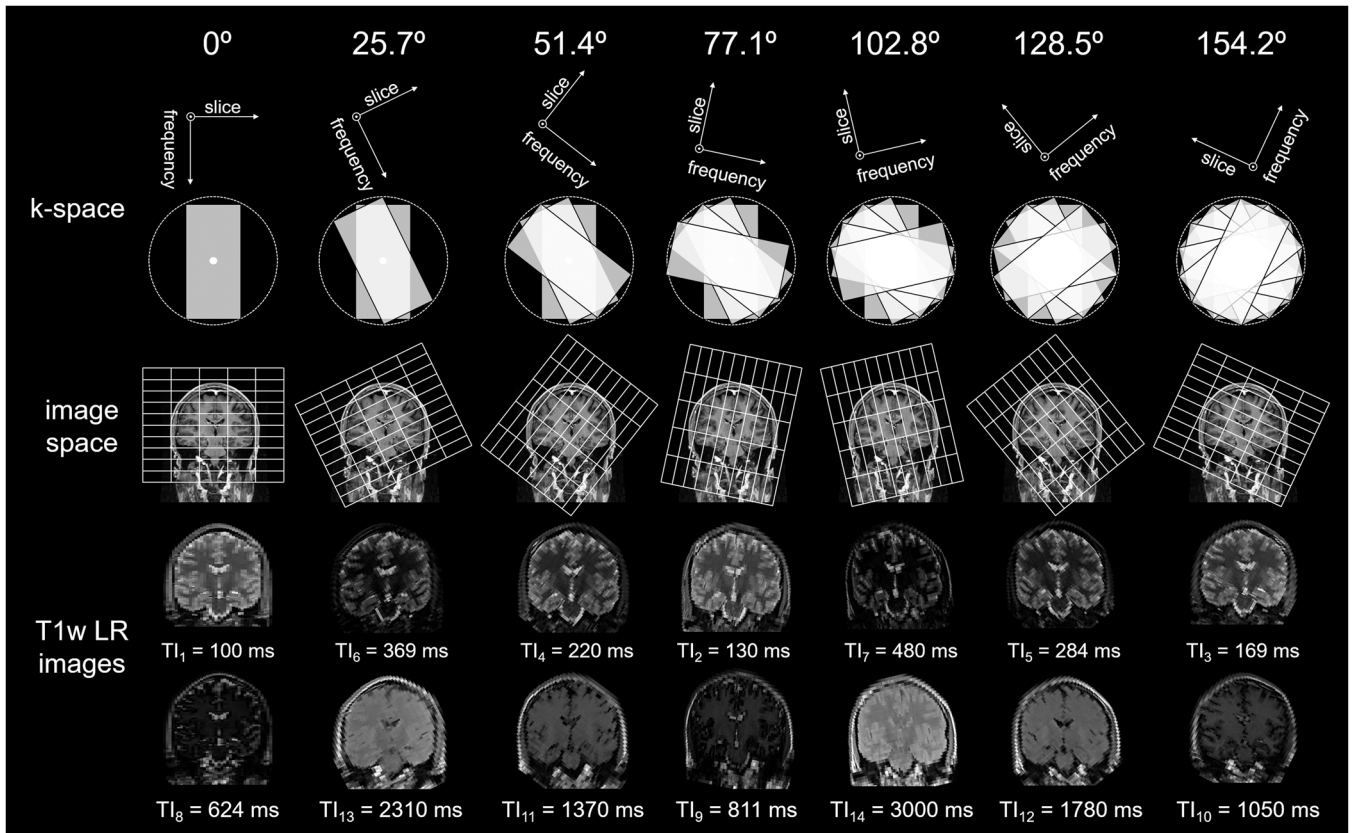 0º 25.7º 51.4º 77.1º 102.8º 128.5º 154.2º
slice slice slice slice slice slice slice
frequency frequency frequency frequency frequency frequency frequency
k-space
image
space
T1w LR
images
TI₁ = 100 ms TI₆ = 369 ms TI₄ = 220 ms TI₂ = 130 ms TI₇ = 480 ms TI₅ = 284 ms TI₃ = 169 ms
TI₈ = 624 ms TI₁₃ = 2310 ms TI₁₁ = 1370 ms TI₉ = 811 ms TI₁₄ = 3000 ms TI₁₂ = 1780 ms TI₁₀ = 1050 ms